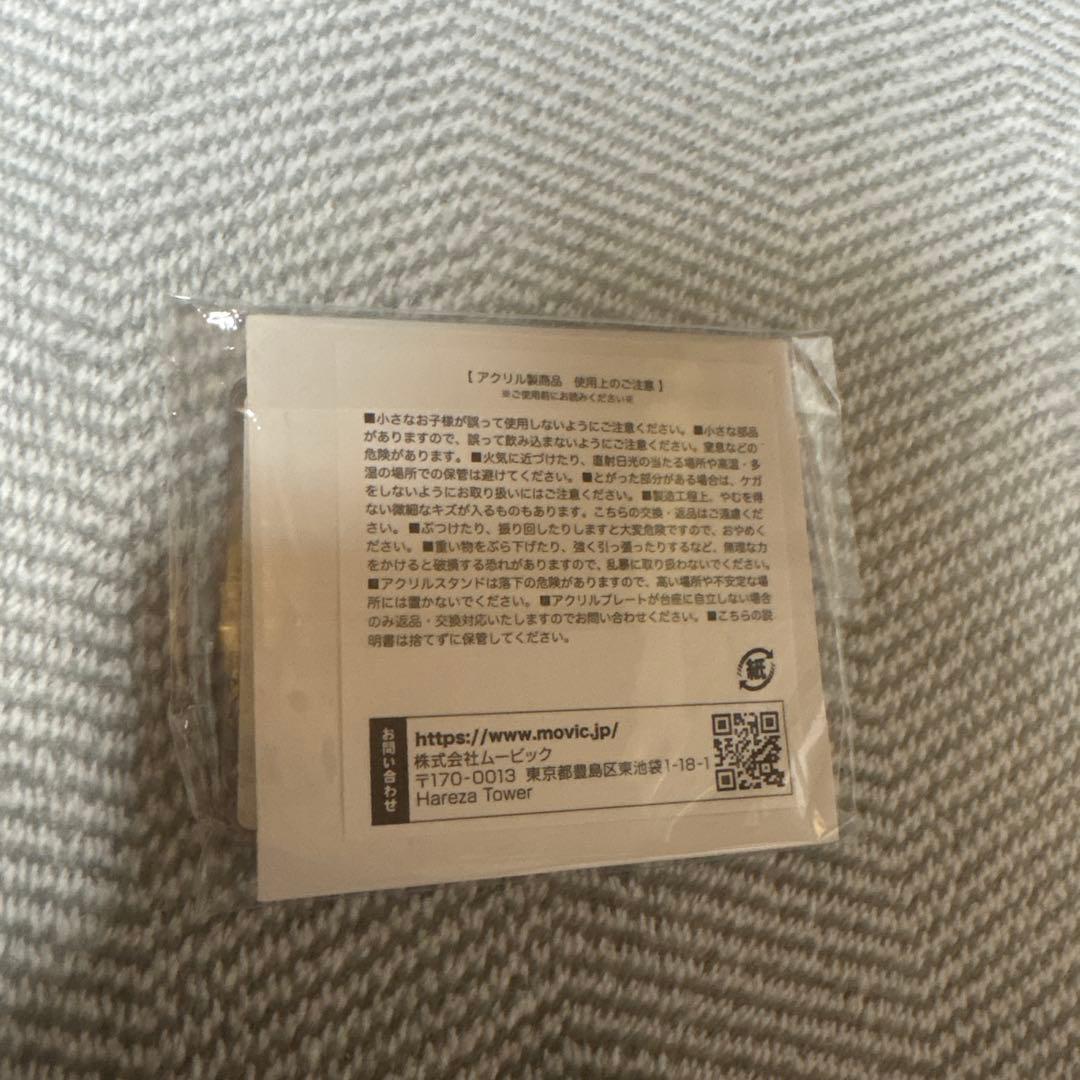 【 アクリル製商品 使用上のご注意 】
※ご使用前にお読みください※
■小さなお子様が誤って使用しないようにご注意ください。■小さな部品
がありますので、誤って飲み込まないようにご注意ください。窒息などの
危険があります。■火気に近づけたり、直射日光の当たる場所や高温・多
湿の場所での保管は避けてください。■とがった部分がある場合は、ケガ
をしないようにお取り扱いにはご注意ください。■製造工程上、やむを得
ない微細なキズが入るものもあります。こちらの交換・返品はご遠慮くだ
さい。■ぶつけたり、振り回したりしますと大変危険ですので、おやめく
ださい。■重い物をぶら下げたり、強く引っ張ったりするなど、無理な力
をかけると破損する恐れがありますので、乱暴に取り扱わないでください。
■アクリルスタンドは落下の危険がありますので、高い場所や不安定な場
所には置かないでください。■アクリルプレートが台座に自立しない場合
のみ返品・交換対応いたしますのでお問い合わせください。■こちらの説
明書は捨てずに保管してください。
紙
お問い合わせ
https://www.movic.jp/
株式会社ムービック
〒170-0013 東京都豊島区東池袋1-18-1
Hareza Tower